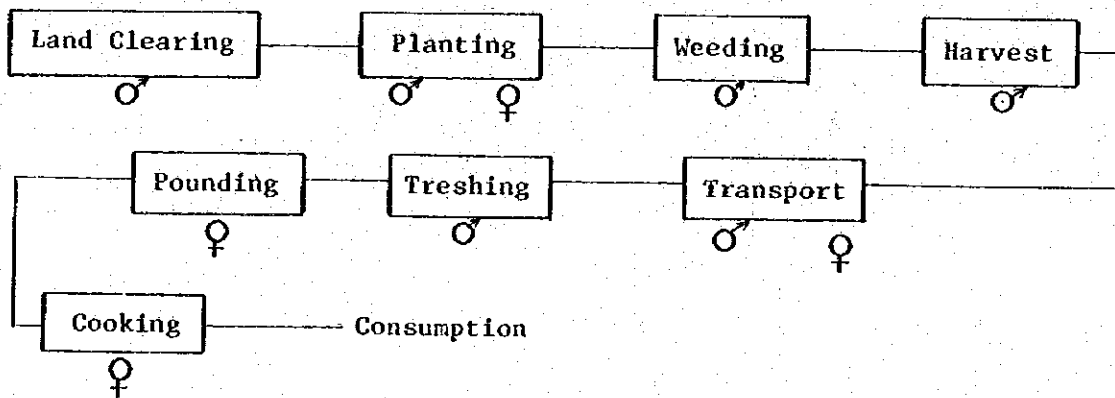 Land Clearing Planting Weeding Harvest
♂ ♂ ♀ ♂ ♂
Pounding Treshing Transport
♀ ♂ ♂ ♀
Cooking Consumption
♀